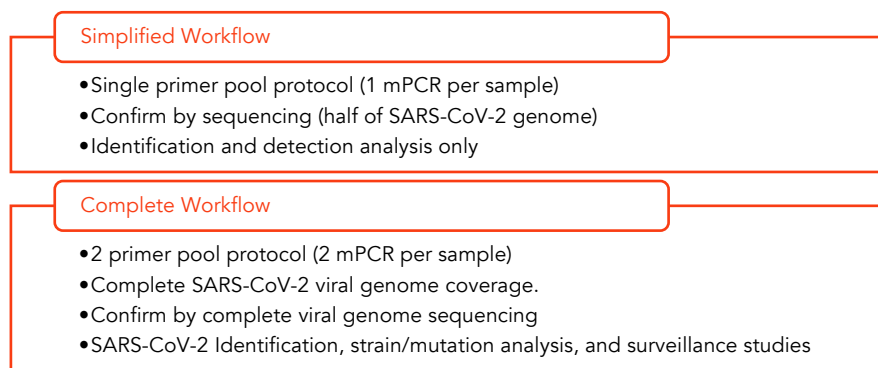 Simplified Workflow
•Single primer pool protocol (1 mPCR per sample)
•Confirm by sequencing (half of SARS-CoV-2 genome)
•Identification and detection analysis only
Complete Workflow
•2 primer pool protocol (2 mPCR per sample)
•Complete SARS-CoV-2 viral genome coverage.
•Confirm by complete viral genome sequencing
•SARS-CoV-2 Identification, strain/mutation analysis, and surveillance studies